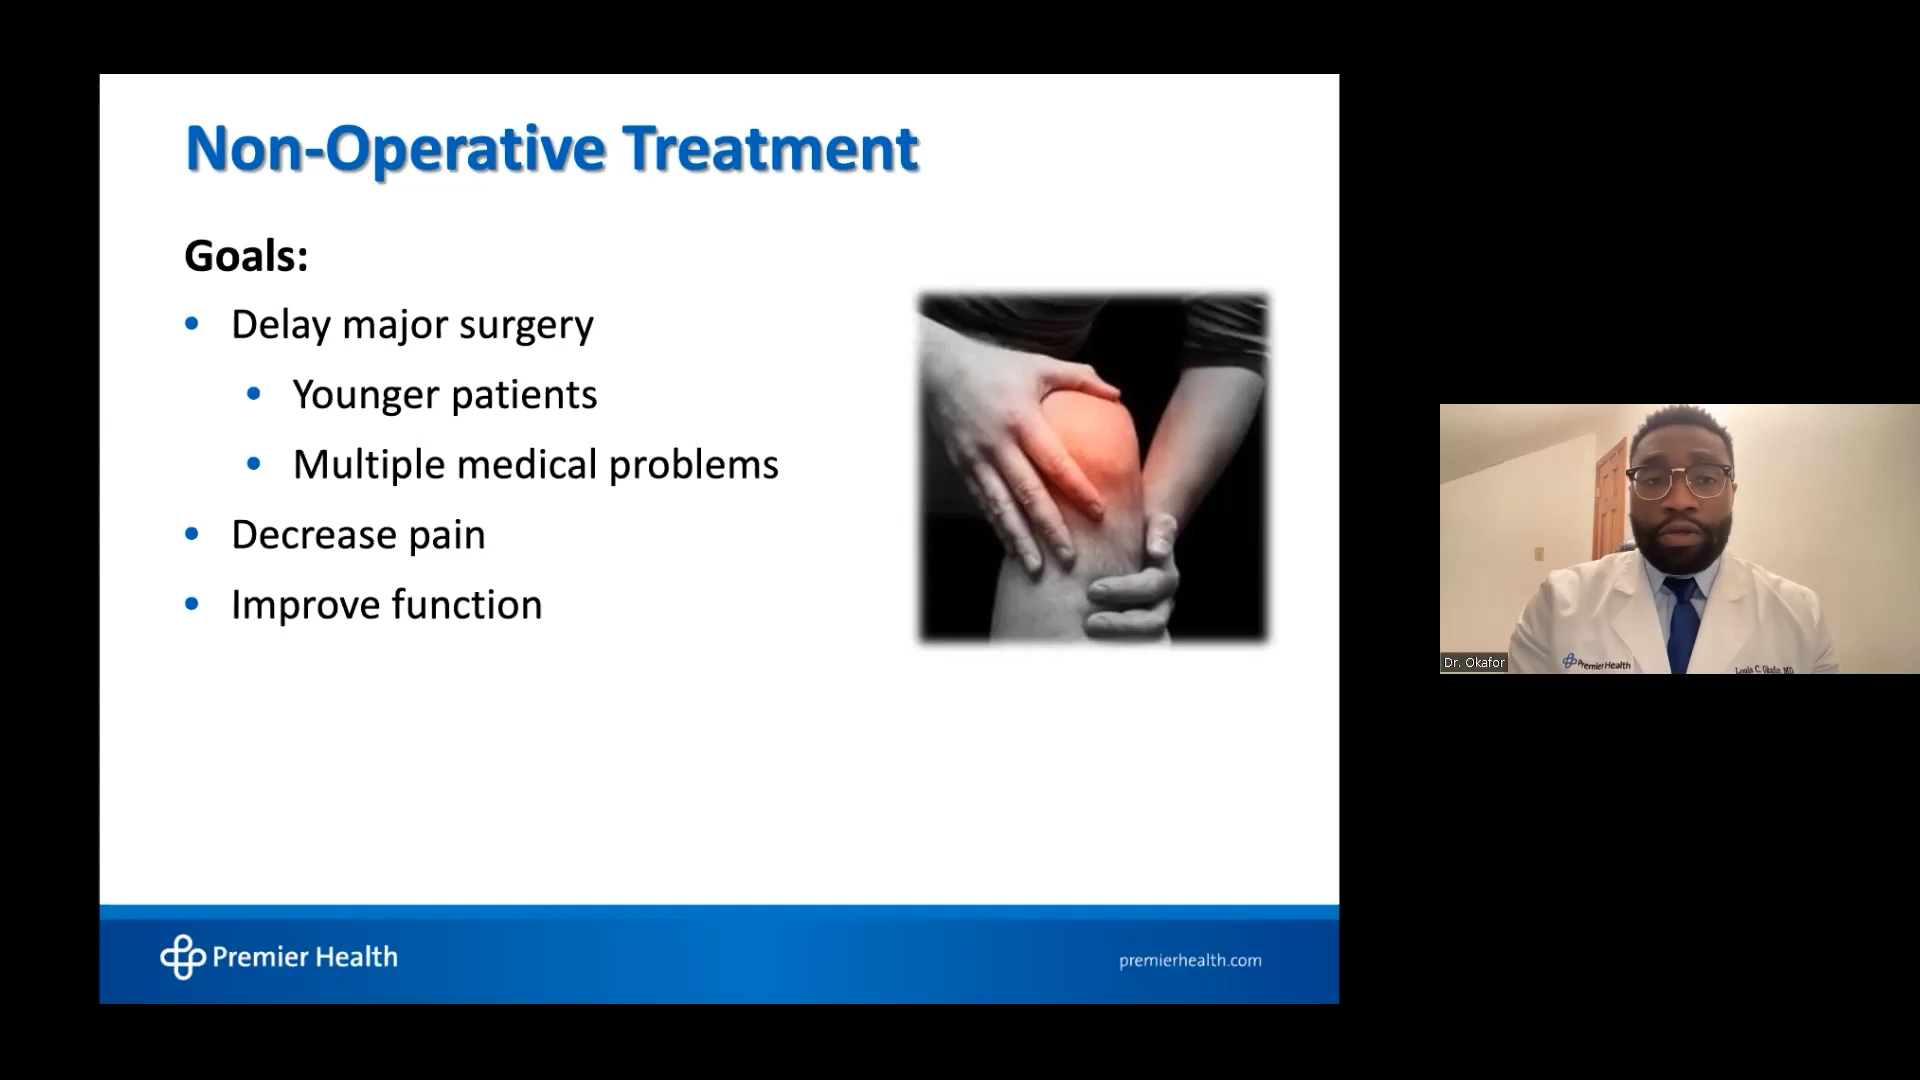 Non-Operative Treatment
Goals:
• Delay major surgery
• Younger patients
• Multiple medical problems
• Decrease pain
• Improve function
Premier Health
premierhealth.com
Dr. Okafor
Premier Health
Louis C. Okafor, MD